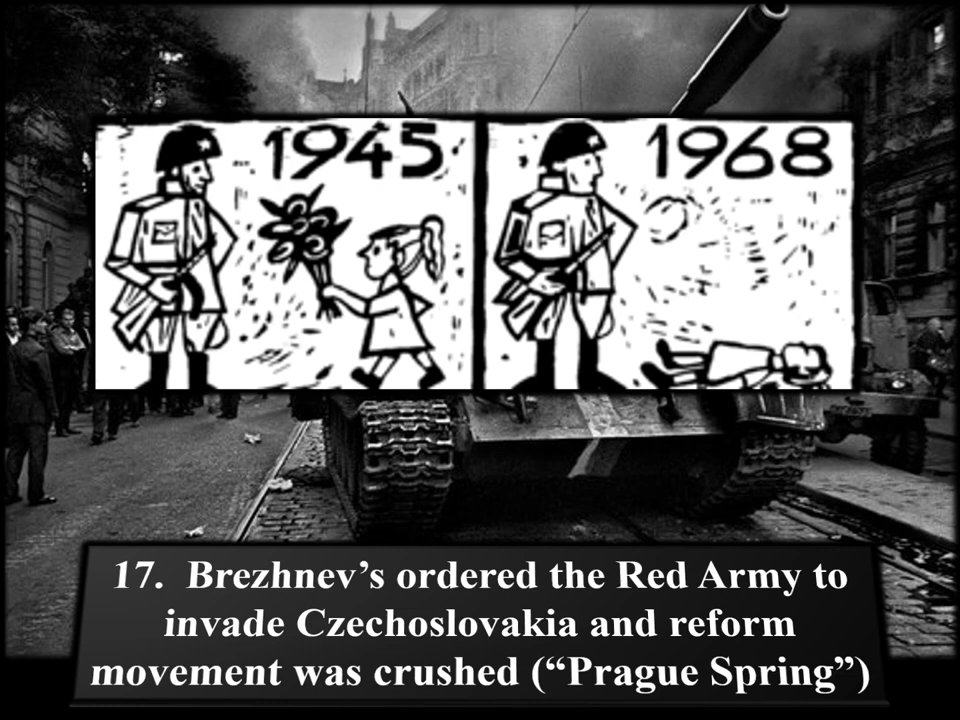 1945
1968
17. Brezhnev’s ordered the Red Army to
invade Czechoslovakia and reform
movement was crushed (“Prague Spring”)